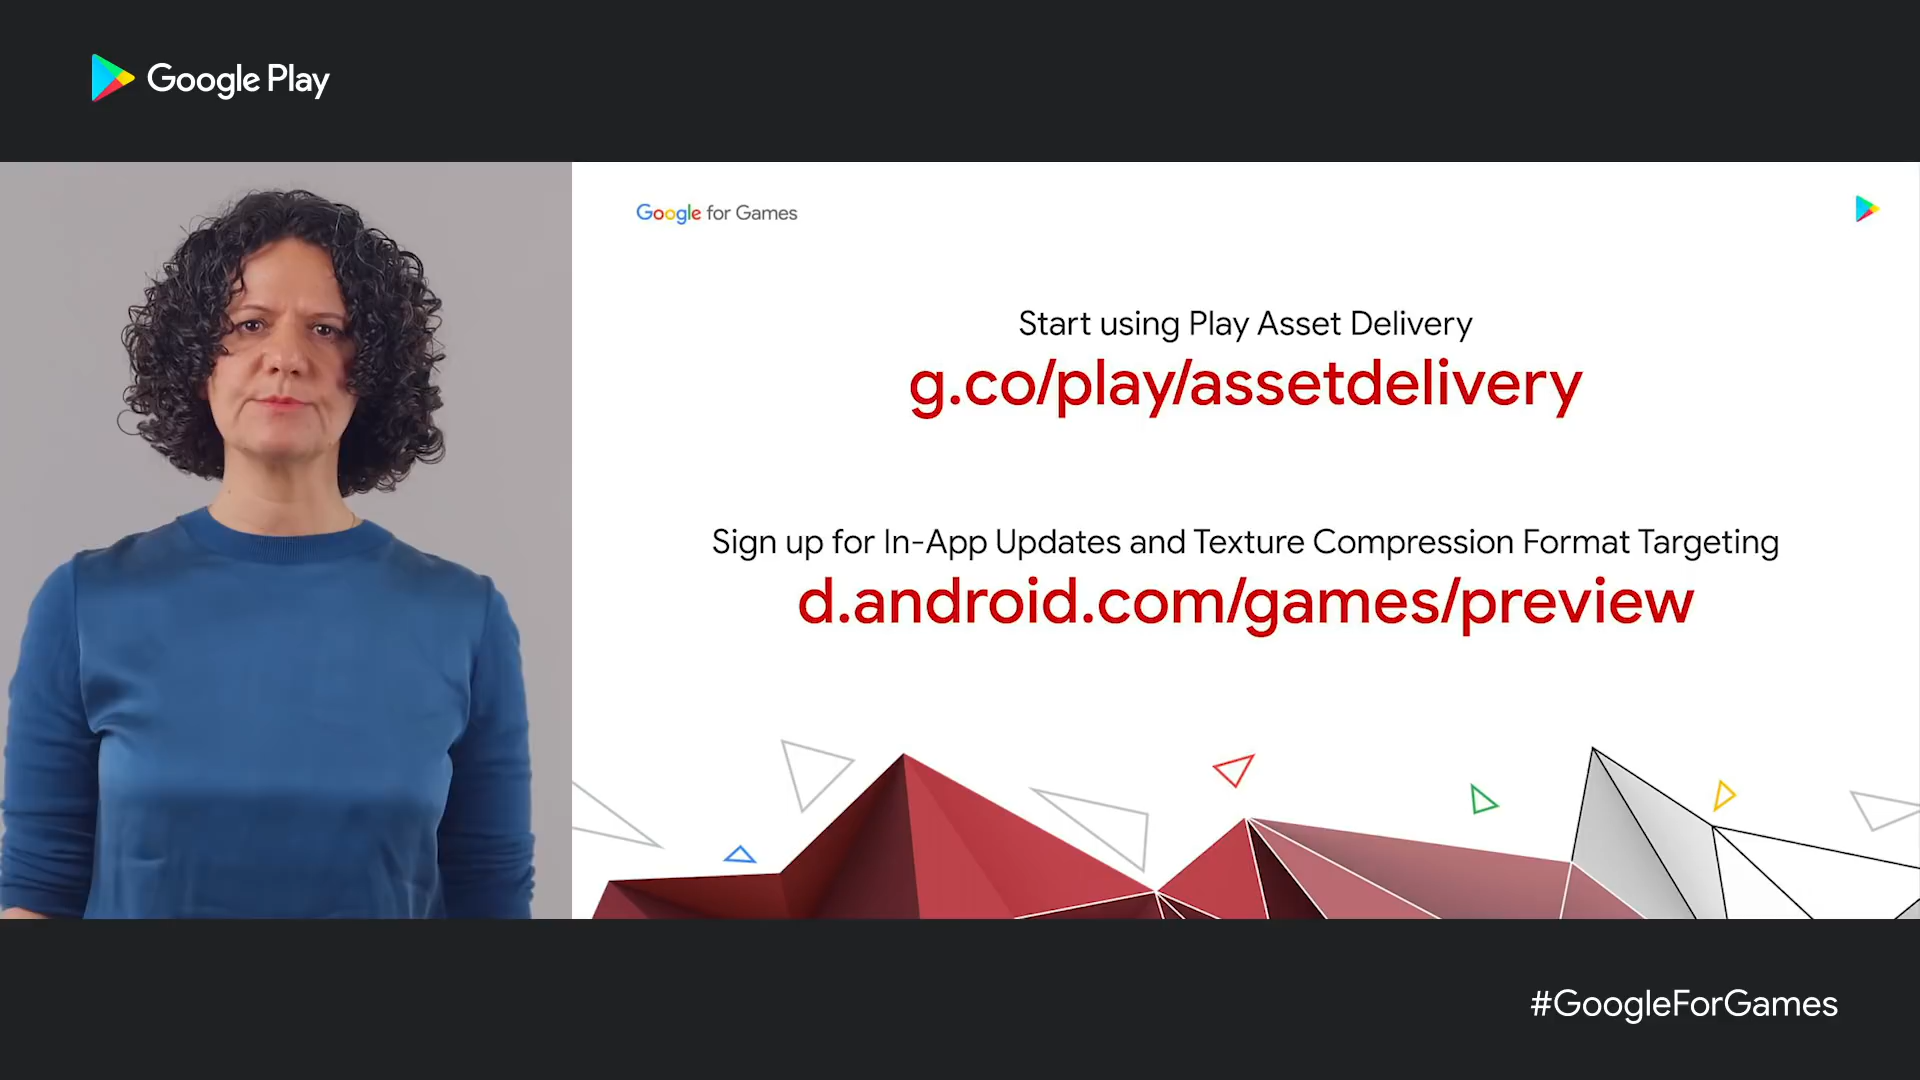 Google Play
Google for Games
Start using Play Asset Delivery
g.co/play/assetdelivery
Sign up for In-App Updates and Texture Compression Format Targeting
d.android.com/games/preview
#GoogleForGames